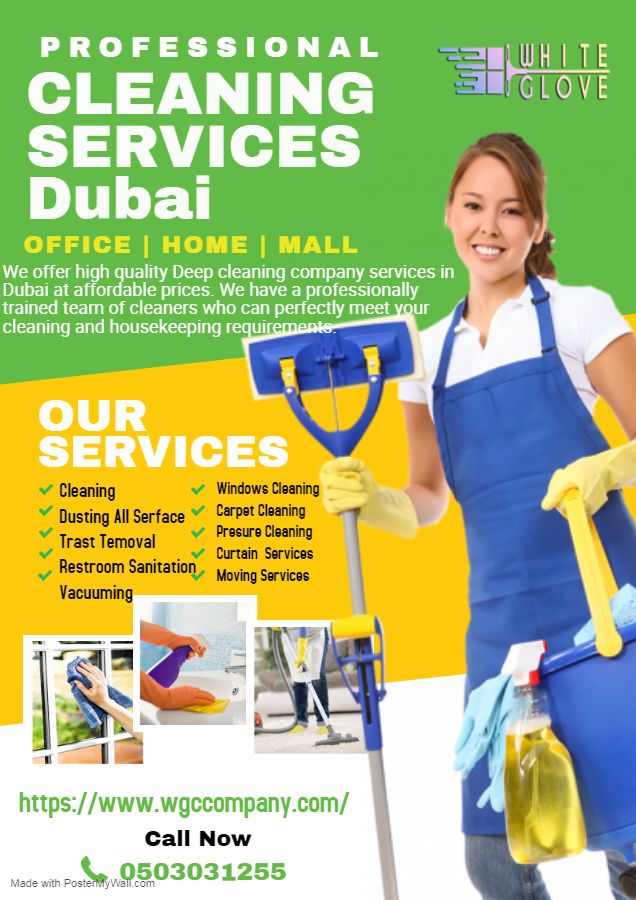 PROFESSIONAL
CLEANING
SERVICES
Dubai
WHITE
GLOVE
OFFICE | HOME | MALL
We offer high quality Deep cleaning company services in
Dubai at affordable prices. We have a professionally
trained team of cleaners who can perfectly meet your
cleaning and housekeeping requirements.
OUR
SERVICES
Cleaning
Dusting All Serface
Trast Temoval
Restroom Sanitation
Vacuuming
Windows Cleaning
Carpet Cleaning
Presure Cleaning
Curtain Services
Moving Services
https://www.wgccompany.com/
Call Now
0503031255
Made with PosterMyWall.com